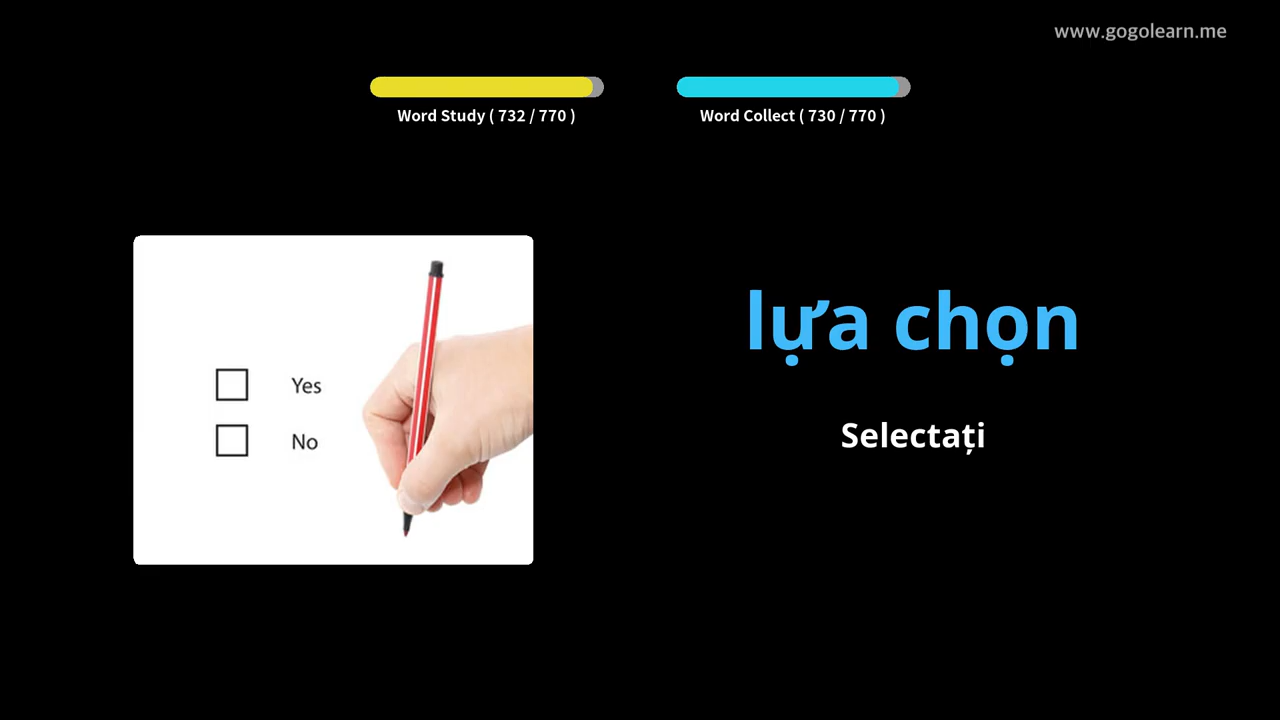 www.gogolearn.me
Word Study ( 732 / 770 )
Word Collect ( 730 / 770 )
Yes
No
lựa chọn
Selectați